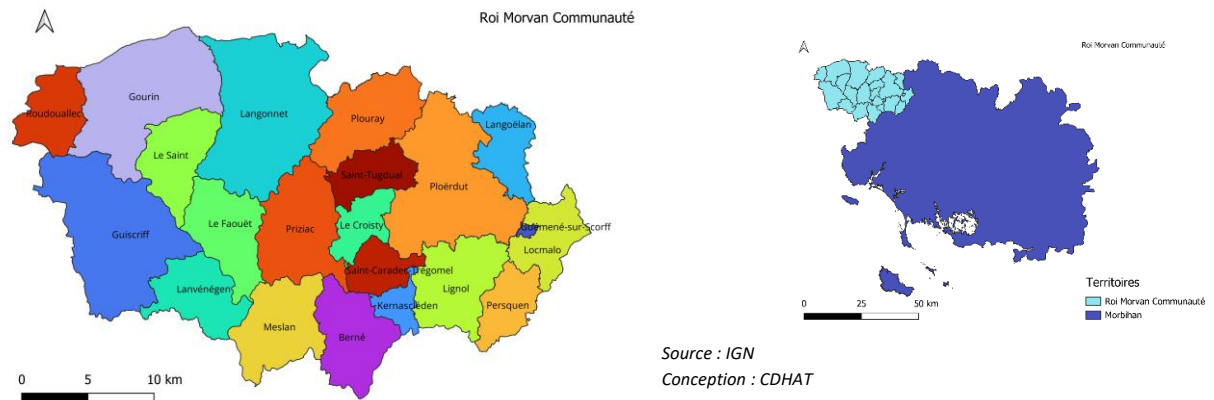 Roi Morvan Communauté
Roudouallec
Gourin
Langonnet
Plouray
Langoëlan
Le Saint
Saint-Tugdual
Ploërdut
Guiscriff
Le Faouët
Priziac
Le Croisty
Guémené-sur-Scorff
Locmalo
Lanvénégen
Saint-Caradec-Trégomel
Lignol
Kernascléden
Persquen
Meslan
Berné
0 5 10 km
Roi Morvan Communauté
Territoires
Roi Morvan Communauté
Morbihan
0 25 50 km
Source : IGN
Conception : CDHAT